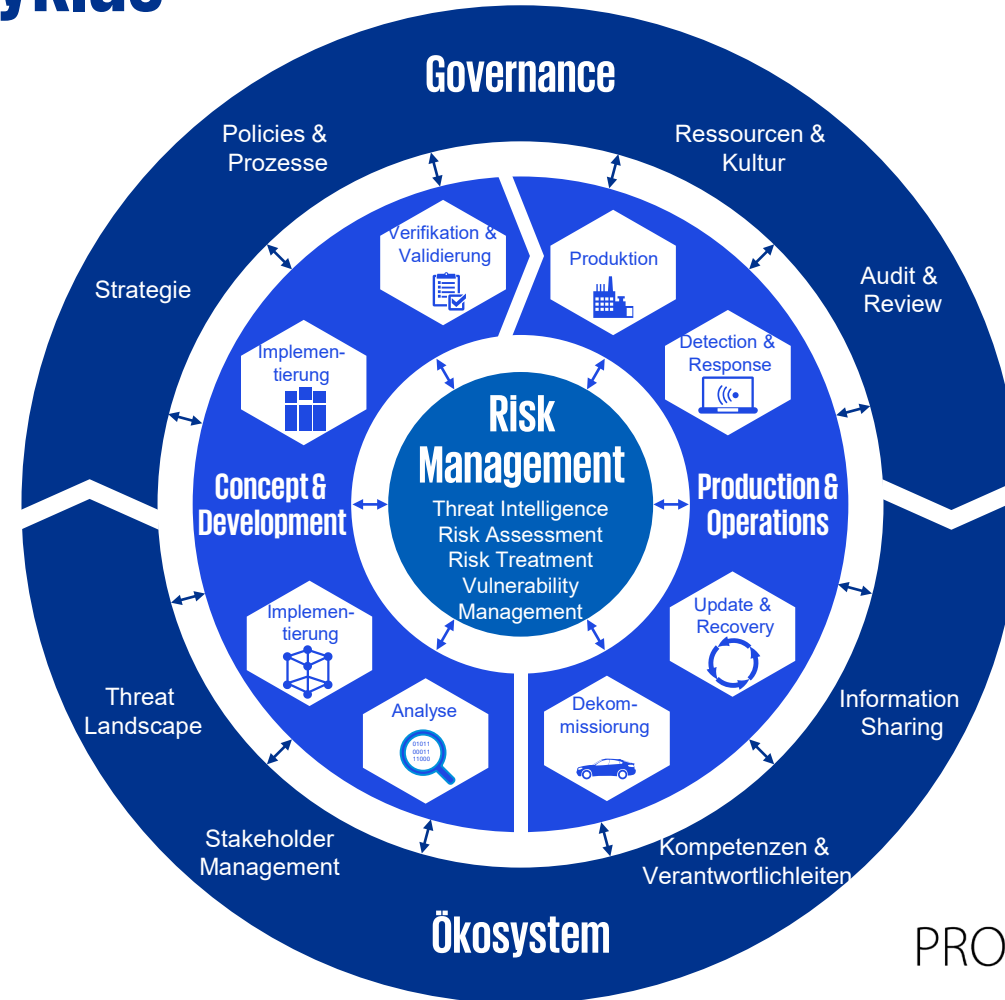 yklus
Governance
Policies &
Prozesse
Ressourcen &
Kultur
Strategie
Audit &
Review
Verifikation &
Validierung
Produktion
Implemen-
tierung
Detection &
Response
Concept &
Development
Risk
Management
Threat Intelligence
Risk Assessment
Risk Treatment
Vulnerability
Management
Production &
Operations
Implemen-
tierung
Update &
Recovery
Analyse
01011
00011
11000
Dekom-
missiorung
Threat
Landscape
Information
Sharing
Stakeholder
Management
Kompetenzen &
Verantwortlichleiten
Ökosystem
PRO